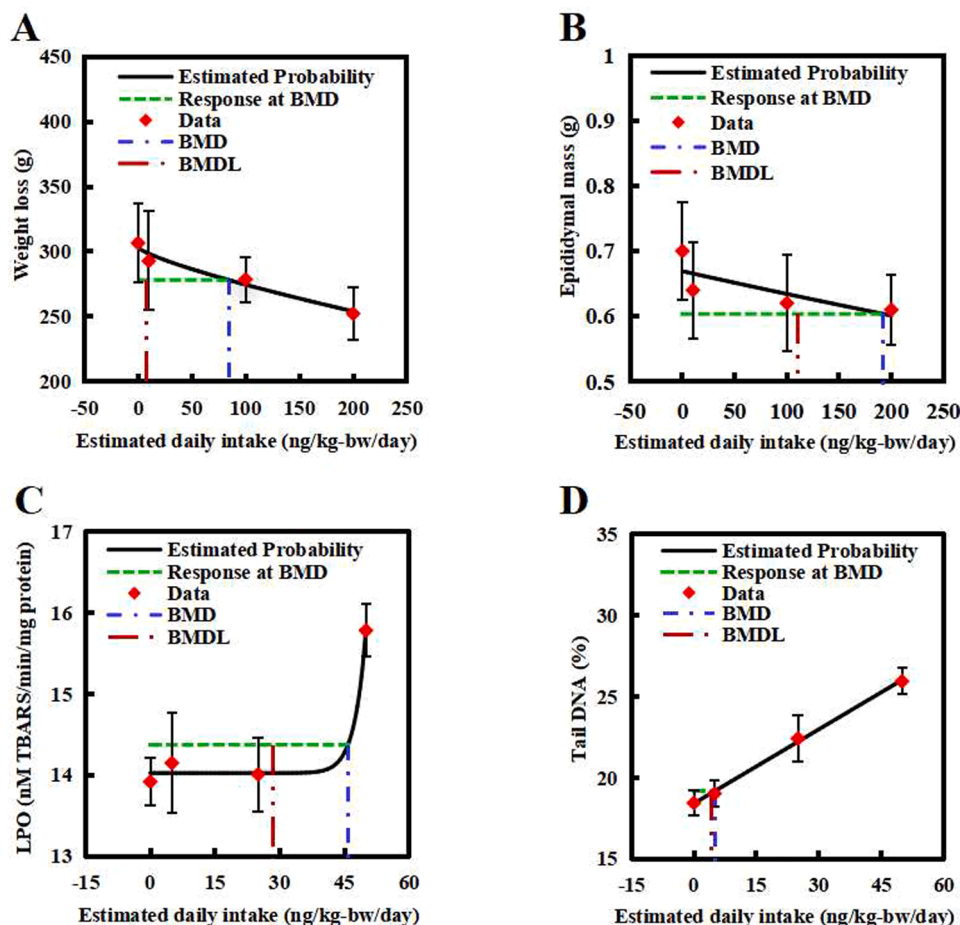 A
450
400
350
300
250
200
Weight loss (g)
Estimated Probability
Response at BMD
Data
BMD
BMDL
-50 0 50 100 150 200 250
Estimated daily intake (ng/kg-bw/day)
B
1
0.9
0.8
0.7
0.6
0.5
Epididymal mass (g)
Estimated Probability
Response at BMD
Data
BMD
BMDL
-50 0 50 100 150 200 250
Estimated daily intake (ng/kg-bw/day)
C
17
16
15
14
13
LPO (nM TBARS/min/mg protein)
Estimated Probability
Response at BMD
Data
BMD
BMDL
-15 0 15 30 45 60
Estimated daily intake (ng/kg-bw/day)
D
35
30
25
20
15
Tail DNA (%)
Estimated Probability
Response at BMD
Data
BMD
BMDL
-15 0 15 30 45 60
Estimated daily intake (ng/kg-bw/day)